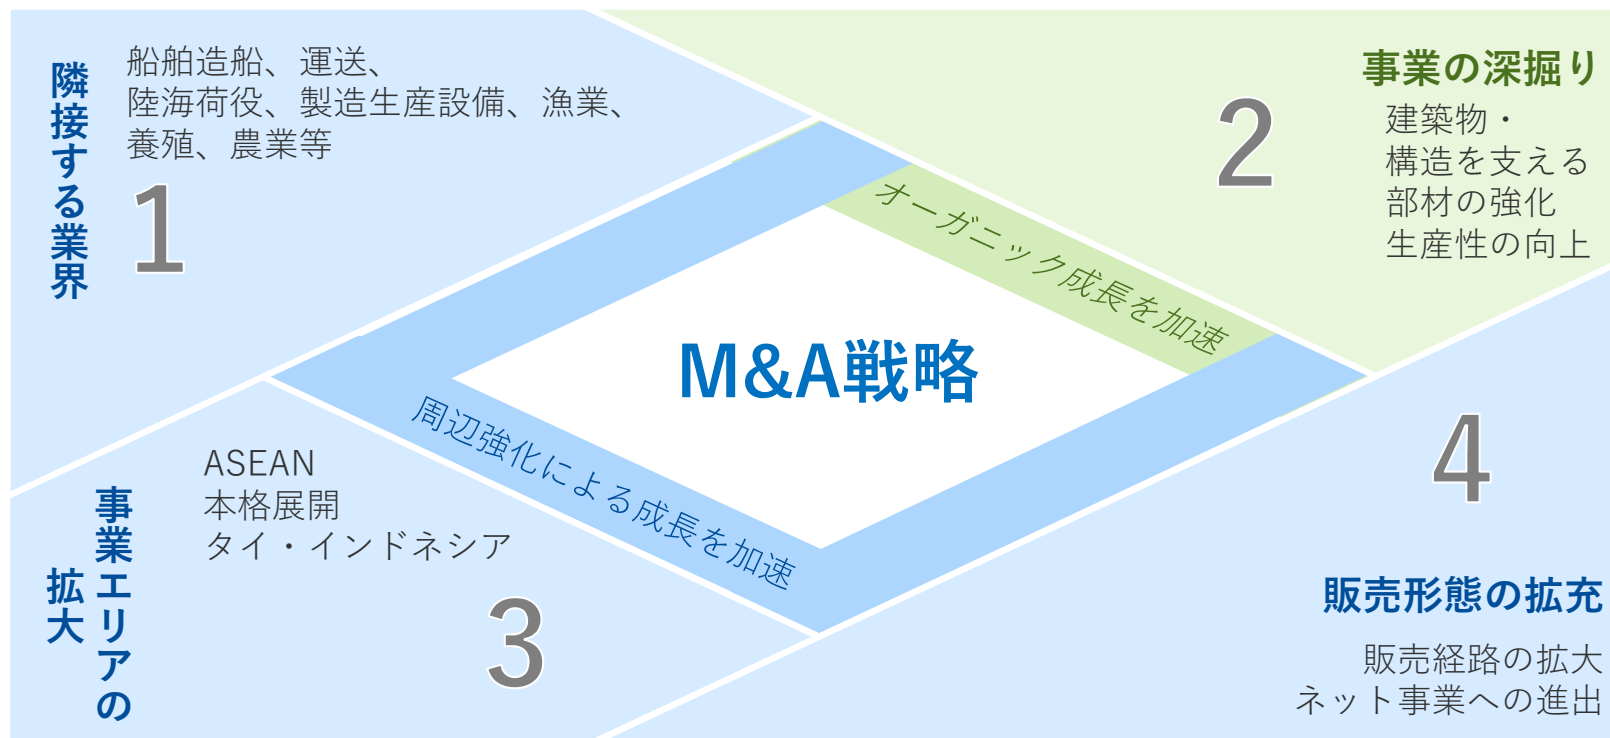 隣接する業界
船舶造船、運送、
陸海荷役、製造生産設備、漁業、
養殖、農業等
1
2
事業の深掘り
建築物・
構造を支える
部材の強化
生産性の向上
オーガニック成長を加速
M&A戦略
周辺強化による成長を加速
事業エリアの
拡大
ASEAN
本格展開
タイ・インドネシア
3
4
販売形態の拡充
販売経路の拡大
ネット事業への進出